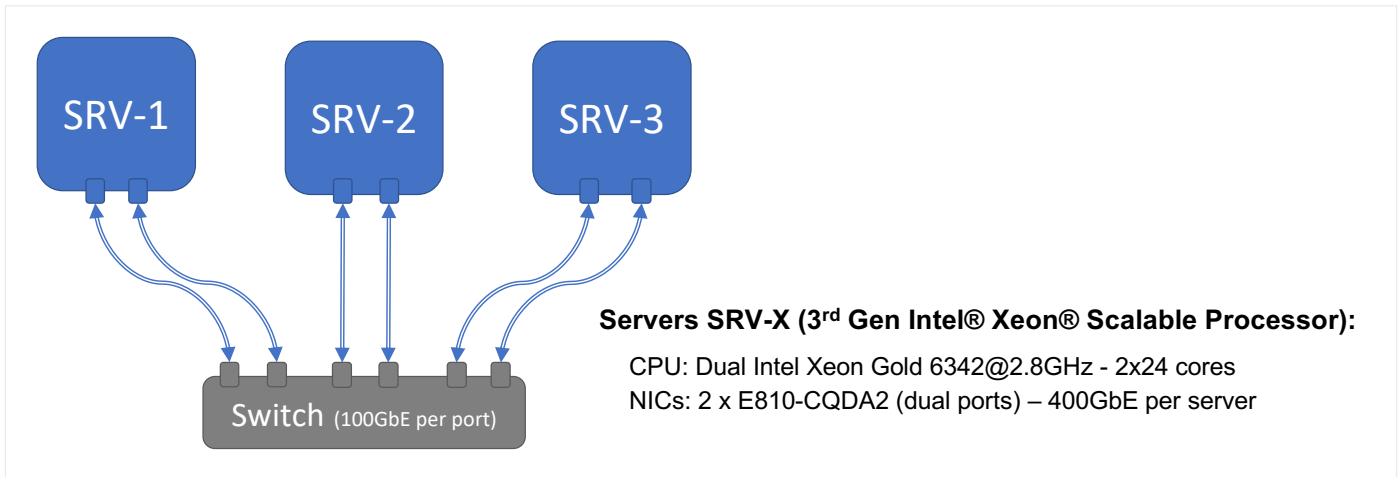 SRV-1
SRV-2
SRV-3
Servers SRV-X (3rd Gen Intel® Xeon® Scalable Processor):
CPU: Dual Intel Xeon Gold 6342@2.8GHz - 2x24 cores
NICs: 2 x E810-CQDA2 (dual ports) – 400GbE per server
Switch (100GbE per port)